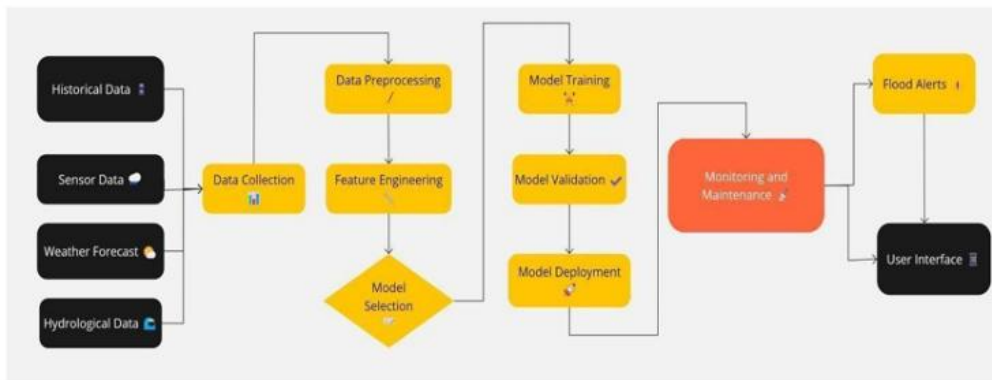 Historical Data
Sensor Data
Weather Forecast
Hydrological Data
Data Collection
Data Preprocessing
Feature Engineering
Model
Selection
Model Training
Model Validation
Model Deployment
Monitoring and
Maintenance
Flood Alerts
User Interface